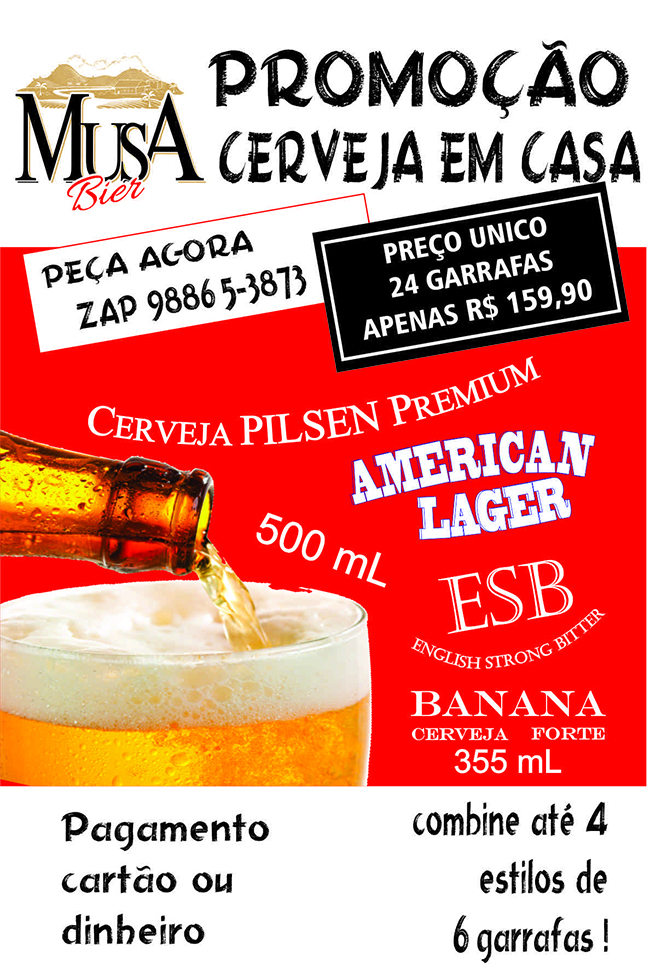 MUSA
Bier
PROMOÇÃO
CERVEJA EM CASA
PEÇA AGORA
ZAP 98865-3873
PREÇO UNICO
24 GARRAFAS
APENAS R$ 159,90
CERVEJA PILSEN PREMIUM
AMERICAN
LAGER
500 mL
ESB
ENGLISH STRONG BITTER
BANANA
CERVEJA FORTE
355 mL
Pagamento
cartão ou
dinheiro
combine até 4
estilos de
6 garrafas !